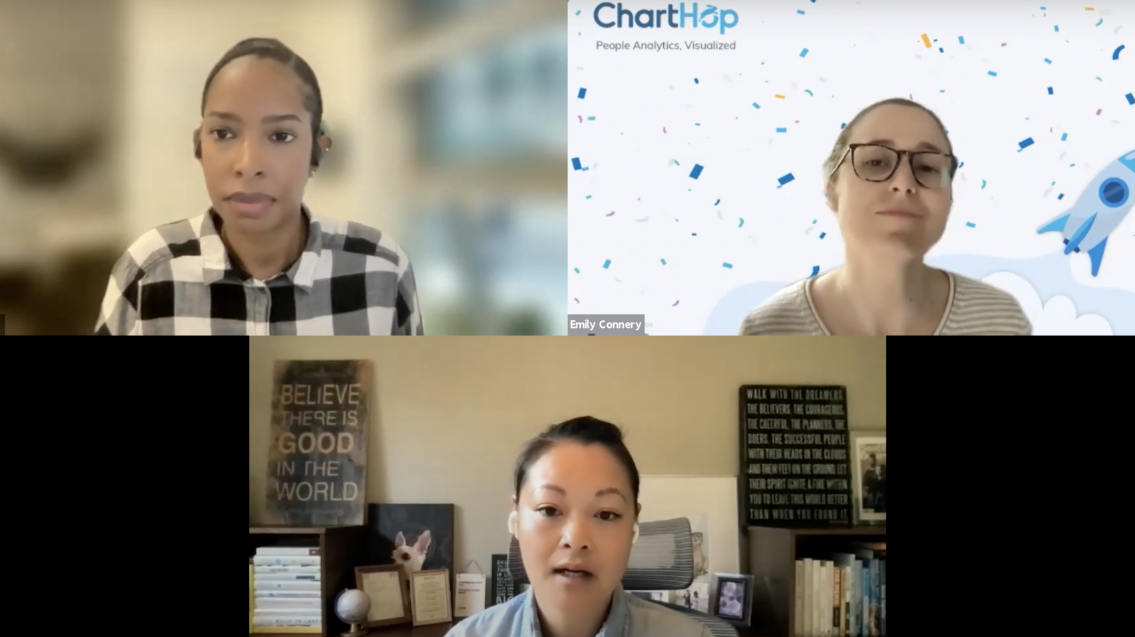 ChartHop
People Analytics, Visualized
Emily Connery
BELIEVE
THERE IS
GOOD
IN THE
WORLD
WALK WITH THE DREAMERS,
THE BELIEVERS, THE COURAGEOUS,
THE CHEERFUL, THE PLANNERS, THE
DOERS, THE SUCCESSFUL PEOPLE
WITH THEIR HEADS IN THE CLOUDS
AND THEIR FEET ON THE GROUND. LET
THEIR SPIRIT IGNITE A FIRE WITHIN
YOU TO LEAVE THIS WORLD BETTER
THAN WHEN YOU FOUND IT.